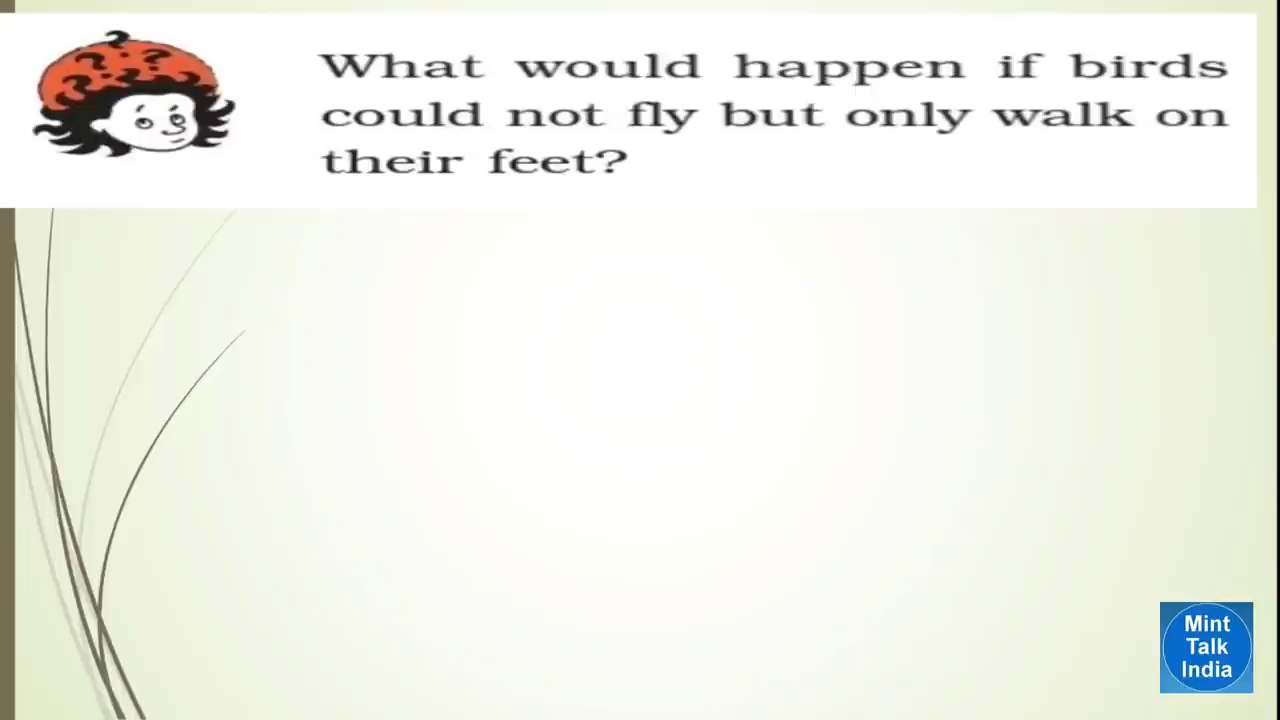 What would happen if birds
could not fly but only walk on
their feet?
Mint
Talk
India